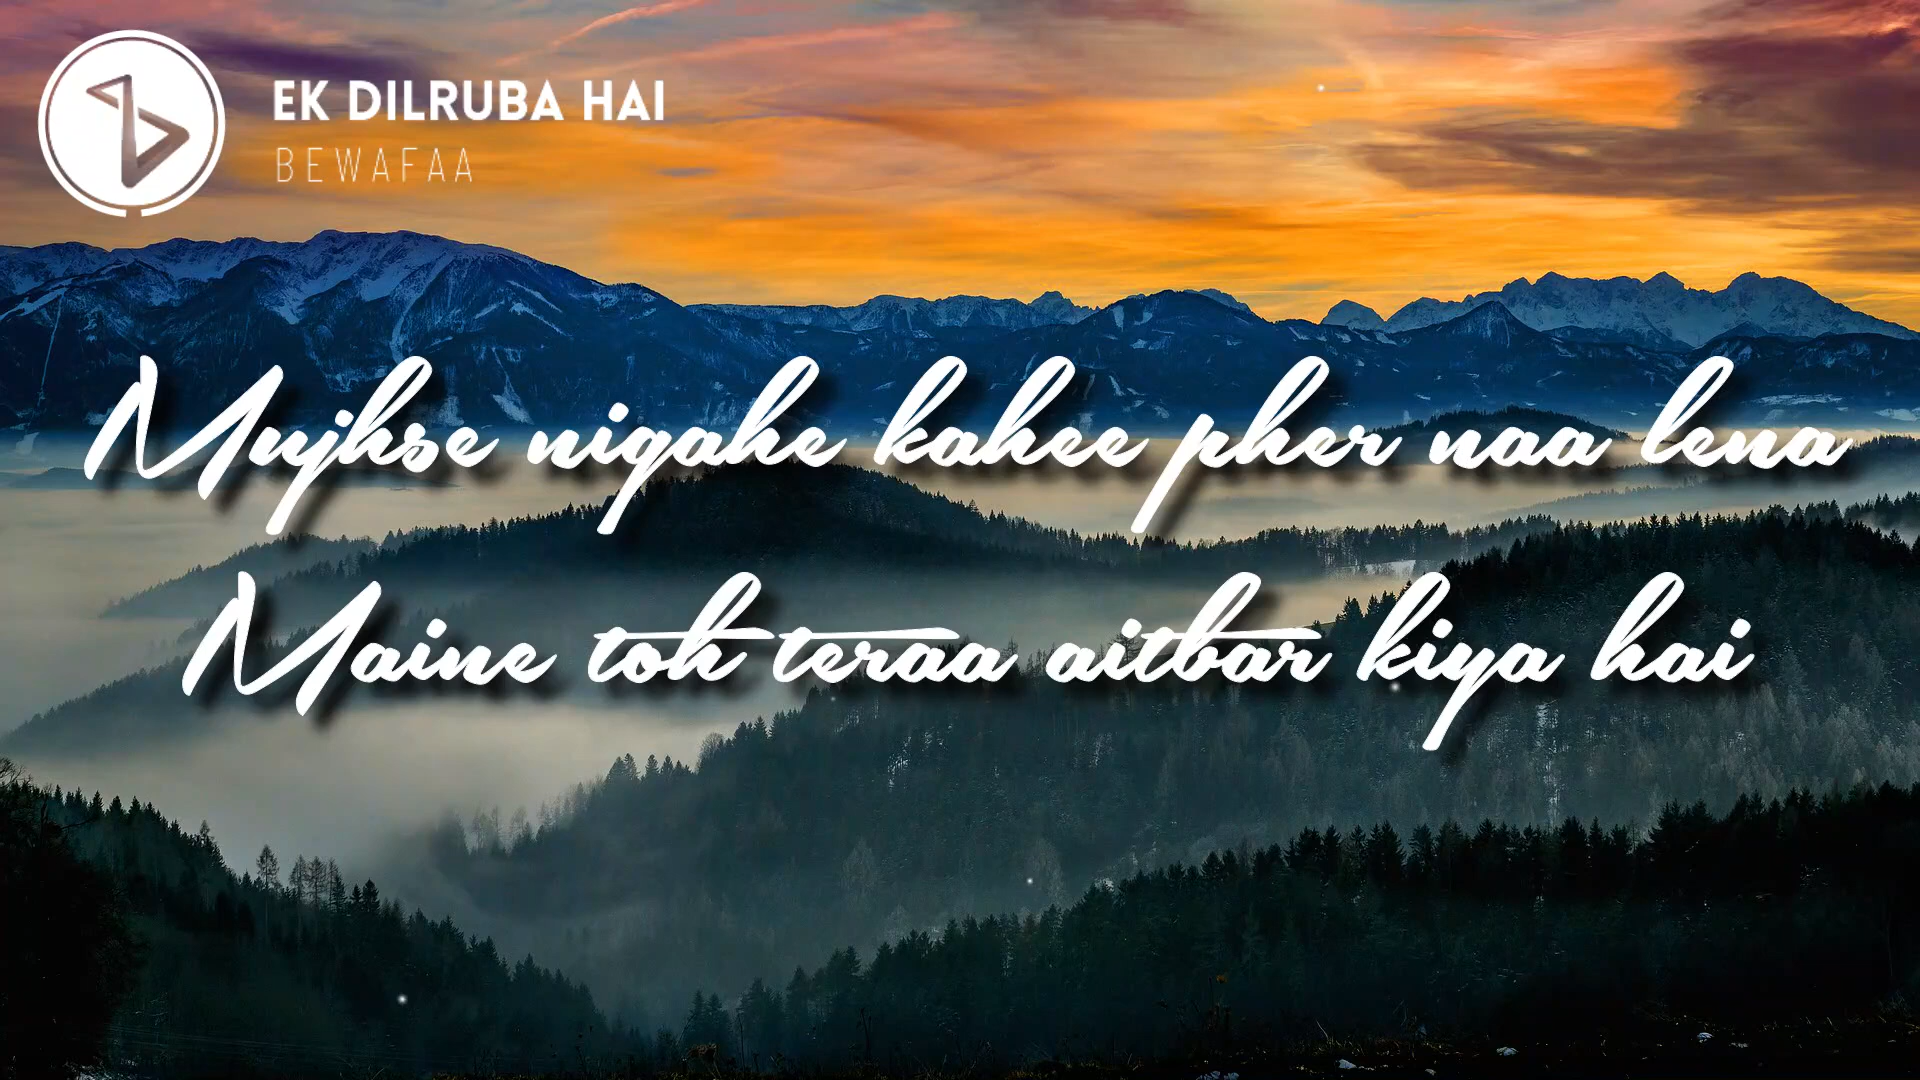 EK DILRUBA HAI
BEWAFAA
Mujhse nigahe kahee pher naa lena
Maine toh teraa aitbar kiya hai